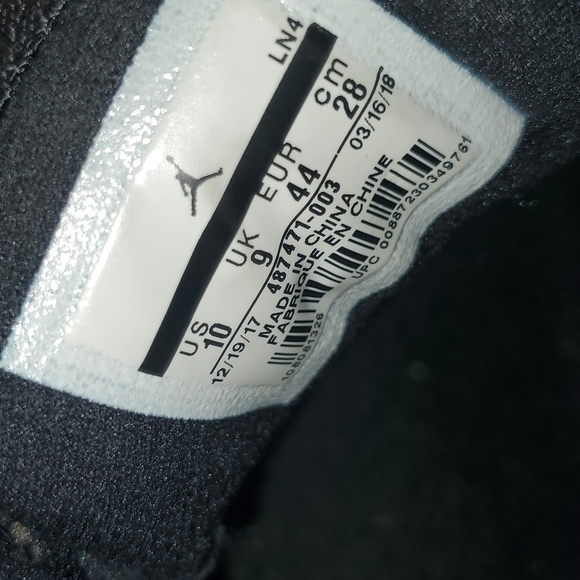 LN4
US UK EUR cm
10 9 44 28
12/19/17 487471-003 03/16/18
MADE IN CHINA
FABRIQUE EN CHINE
106081326 UPC 00887230349761